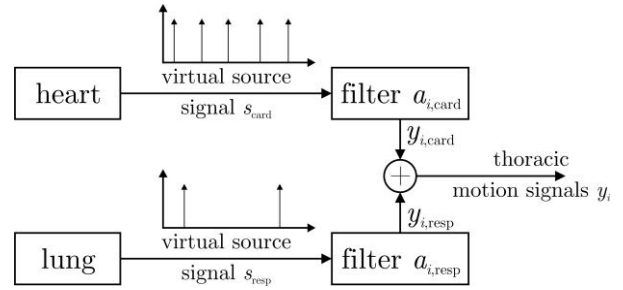 virtual source
heart
signal s_card
filter a_i,card
y_i,card
+
thoracic
motion signals y_i
y_i,resp
virtual source
lung
signal s_resp
filter a_i,resp